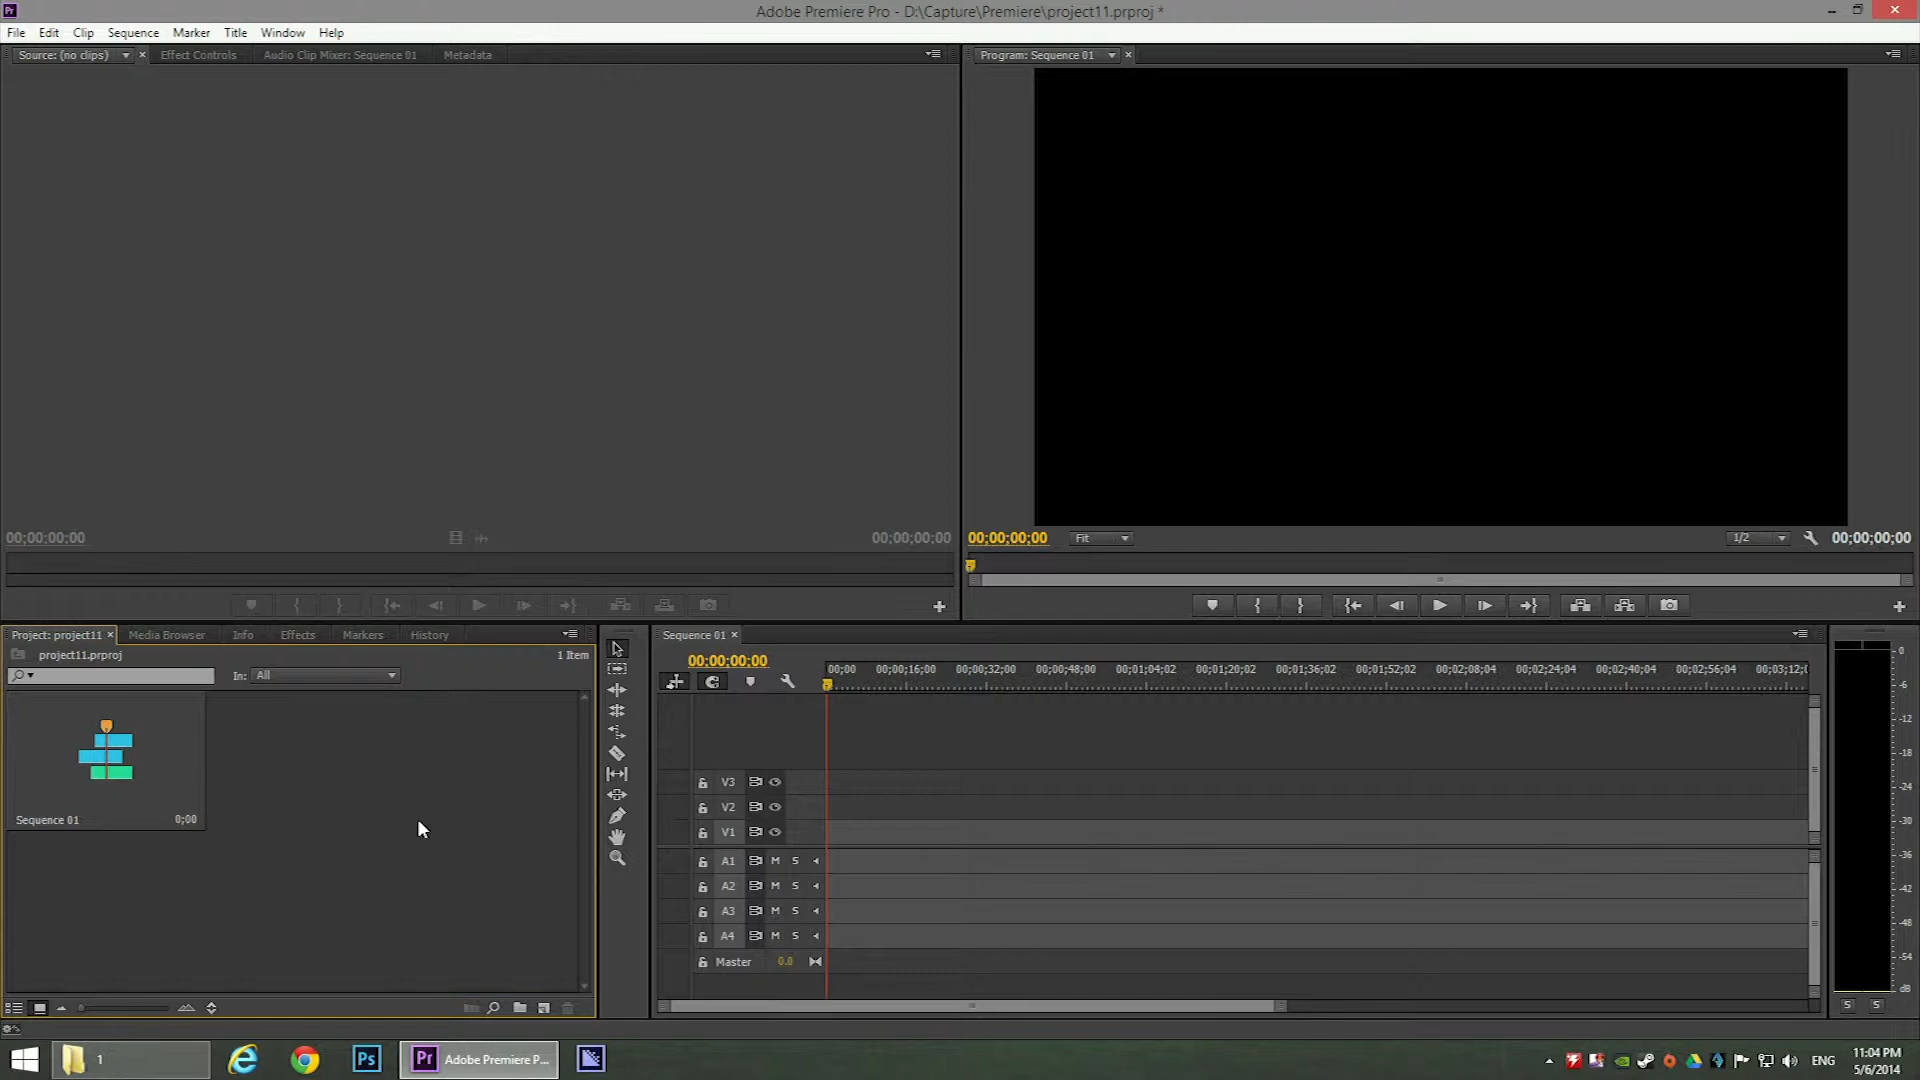 Pr
Adobe Premiere Pro - D:\Capture\Premiere\project11.prproj *
File Edit Clip Sequence Marker Title Window Help
Source: (no clips) Effect Controls Audio Clip Mixer: Sequence 01 Metadata
Program: Sequence 01
00;00;00;00
00;00;00;00
00;00;00;00
Fit
1/2
00;00;00;00
Project: project11 Media Browser Info Effects Markers History
project11.prproj
1 Item
In: All
Sequence 01
0;00
Sequence 01
00:00:00:00
00;00 00;00;16;00 00;00;32;00 00;00;48;00 00;01;04;02 00;01;20;02 00;01;36;02 00;01;52;02 00;02;08;04 00;02;24;04 00;02;40;04 00;02;56;04 00;03;12;0
V3
V2
V1
A1 M S
A2 M S
A3 M S
A4 M S
Master 0.0
0
-6
-12
-18
-24
-30
-36
-42
-48
-54
dB
S S
1
Ps
Pr
Adobe Premiere P...
ENG
11:04 PM
5/6/2014